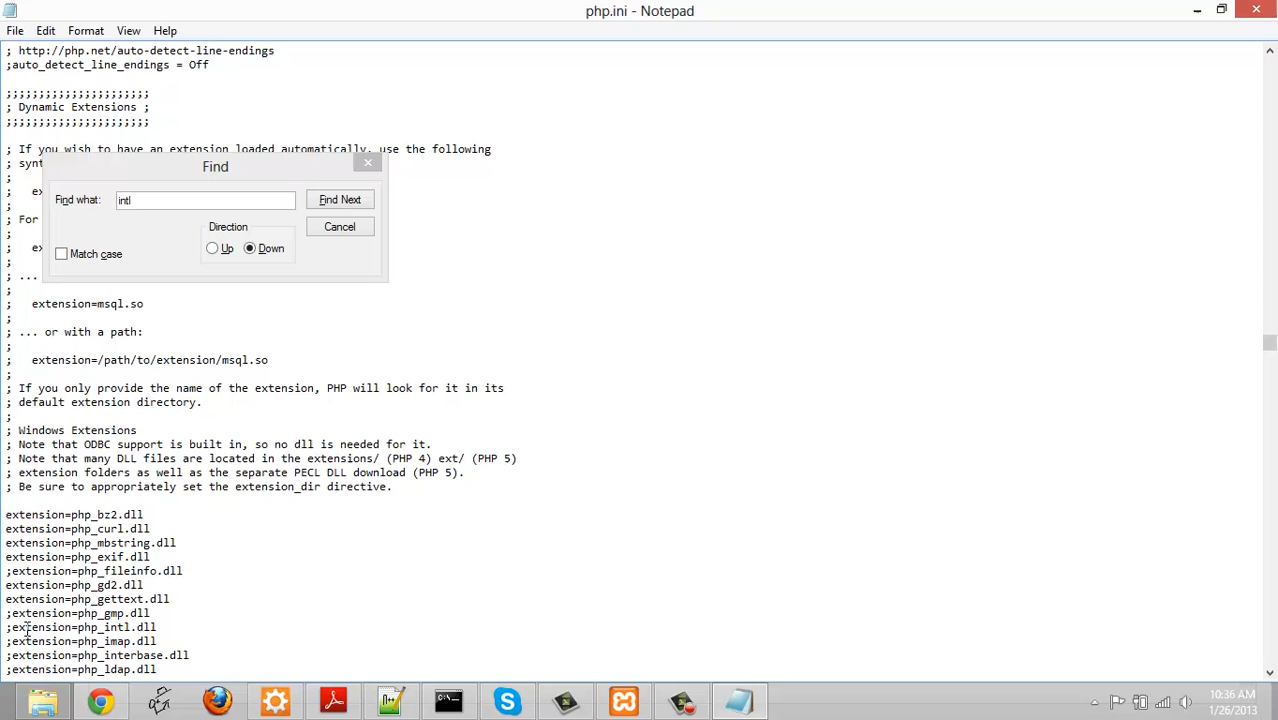 php.ini - Notepad
File Edit Format View Help
; http://php.net/auto-detect-line-endings
;auto_detect_line_endings = Off
;;;;;;;;;;;;;;;;;;;;;;
; Dynamic Extensions ;
;;;;;;;;;;;;;;;;;;;;;;
; If you wish to have an extension loaded automatically, use the following
; synt
;
; ex
;
; For
;
; ex
;
; ...
;
; extension=msql.so
;
; ... or with a path:
;
; extension=/path/to/extension/msql.so
;
; If you only provide the name of the extension, PHP will look for it in its
; default extension directory.
;
; Windows Extensions
; Note that ODBC support is built in, so no dll is needed for it.
; Note that many DLL files are located in the extensions/ (PHP 4) ext/ (PHP 5)
; extension folders as well as the separate PECL DLL download (PHP 5).
; Be sure to appropriately set the extension_dir directive.
extension=php_bz2.dll
extension=php_curl.dll
extension=php_mbstring.dll
extension=php_exif.dll
;extension=php_fileinfo.dll
extension=php_gd2.dll
extension=php_gettext.dll
;extension=php_gmp.dll
;extension=php_intl.dll
;extension=php_imap.dll
;extension=php_interbase.dll
;extension=php_ldap.dll
Find
Find what: intl Find Next
Direction Cancel
Up Down
Match case
10:36 AM
1/26/2013